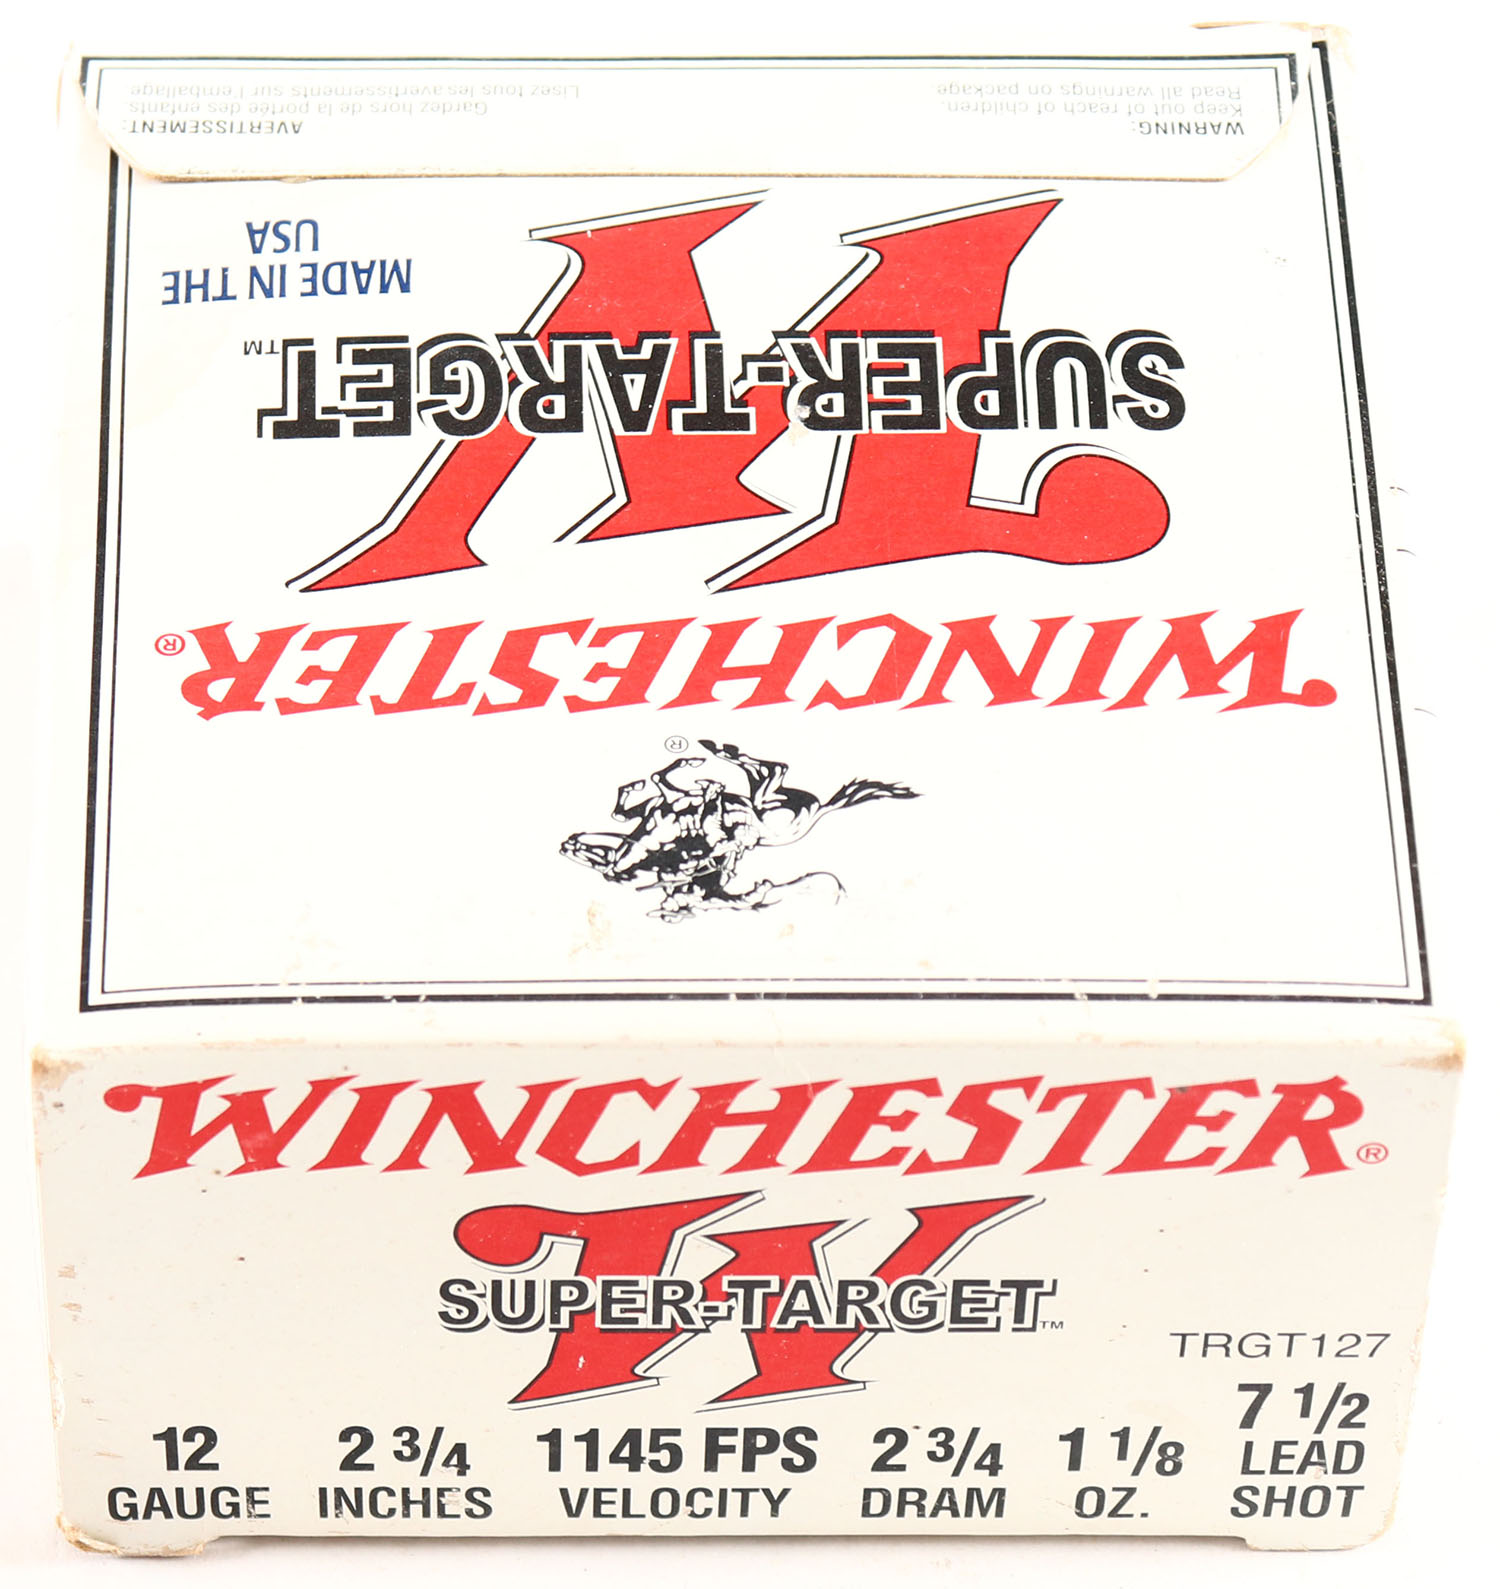 WARNING:
Keep out of reach of children.
Read all warnings on package.
AVERTISSEMENT:
Gardez hors de la portée des enfants.
Lisez tous les avertissements sur l'emballage
®
WINCHESTER®
W
SUPER-TARGET™
MADE IN THE
USA
WINCHESTER®
W
SUPER-TARGET™
TRGT127
12 GAUGE
2 3/4 INCHES
1145 FPS VELOCITY
2 3/4 DRAM
1 1/8 OZ.
7 1/2 LEAD SHOT